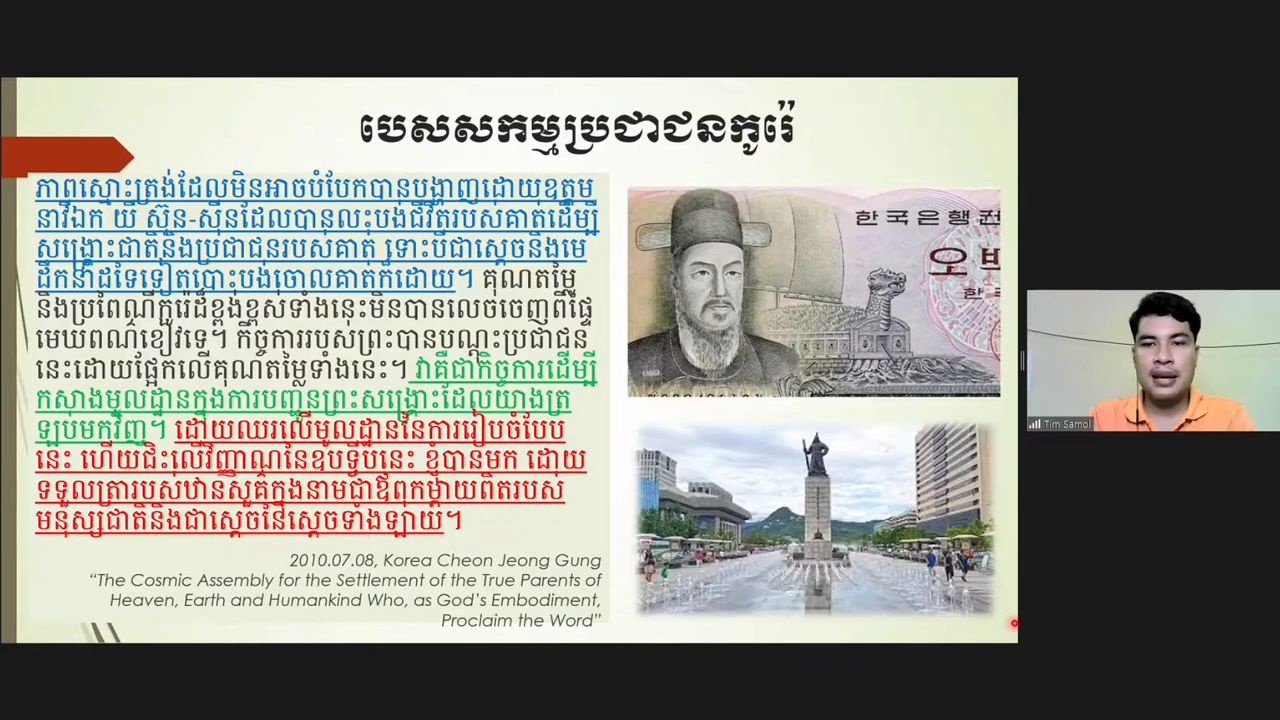 បេសសកម្មប្រជាជនកូរ៉េ
ភាពស្មោះត្រង់ដែលមិនអាចបំបែកបានបង្ហាញដោយឧត្តម
នាវីឯក យី ស៊ុន-ស៊ីនដែលបានលះបង់ជីវិតរបស់គាត់ដើម្បី
សង្គ្រោះជាតិនិងប្រជាជនរបស់គាត់ ទោះបីជាស្តេចនិងមេ
ដឹកនាំដទៃទៀតបោះបង់ចោលគាត់ក៏ដោយ។ គុណតម្លៃ
និងប្រពៃណីកូរ៉េដ៏ខ្ពង់ខ្ពស់ទាំងនេះមិនបានលេចចេញពីផ្ទៃ
មេឃពណ៌ខៀវទេ។ កិច្ចការរបស់ព្រះបានបណ្តុះប្រជាជន
នេះដោយផ្អែកលើគុណតម្លៃទាំងនេះ។ វាគឺជាកិច្ចការដើម្បី
កសាងមូលដ្ឋានក្នុងការបញ្ជូនព្រះសង្គ្រោះដែលយាងត្រ
ឡប់មកវិញ។ ដោយឈរលើមូលដ្ឋាននៃការរៀបចំបែប
នេះ ហើយជិះលើវិញ្ញាណនៃឧបទ្វីបនេះ ខ្ញុំបានមក ដោយ
ទទួលត្រារបស់ឋានសួគ៌ក្នុងនាមជាឪពុកម្តាយពិតរបស់
មនុស្សជាតិនិងជាស្តេចនៃស្តេចទាំងឡាយ។
2010.07.08, Korea Cheon Jeong Gung
“The Cosmic Assembly for the Settlement of the True Parents of
Heaven, Earth and Humankind Who, as God’s Embodiment,
Proclaim the Word”
한국은행권
오백
한
Tim Samol